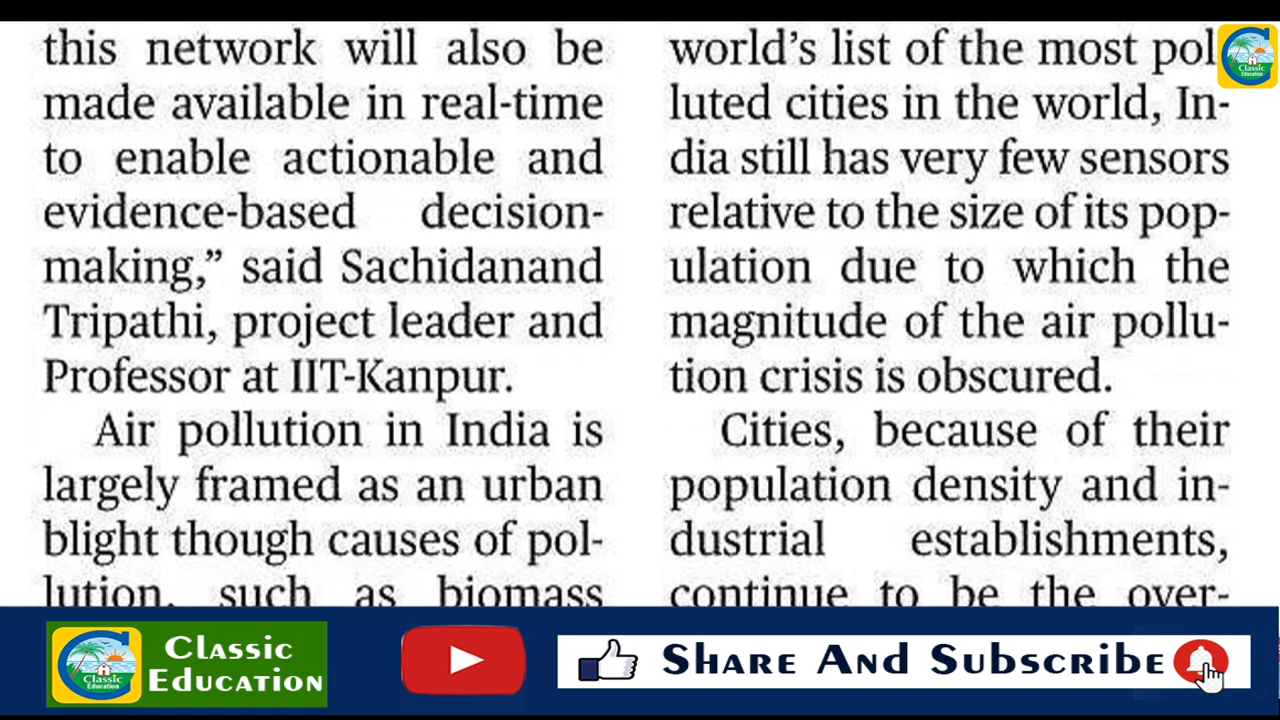 this network will also be
made available in real-time
to enable actionable and
evidence-based decision-
making,” said Sachidanand
Tripathi, project leader and
Professor at IIT-Kanpur.
Air pollution in India is
largely framed as an urban
blight though causes of pol-
lution, such as biomass
world’s list of the most pol-
luted cities in the world, In-
dia still has very few sensors
relative to the size of its pop-
ulation due to which the
magnitude of the air pollu-
tion crisis is obscured.
Cities, because of their
population density and in-
dustrial establishments,
continue to be the over-
Classic
Education
Classic
Education
Classic
Education
Share And Subscribe